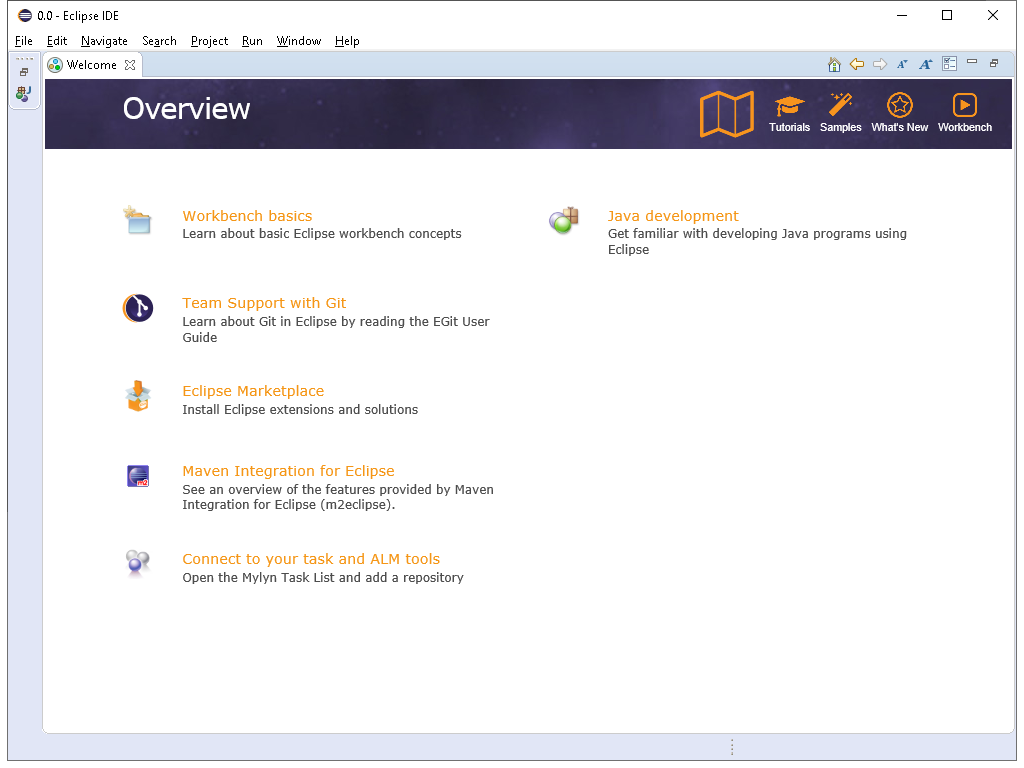 0.0 - Eclipse IDE
File Edit Navigate Search Project Run Window Help
Welcome
Overview
Tutorials Samples What's New Workbench
Workbench basics
Learn about basic Eclipse workbench concepts
Java development
Get familiar with developing Java programs using
Eclipse
Team Support with Git
Learn about Git in Eclipse by reading the EGit User
Guide
Eclipse Marketplace
Install Eclipse extensions and solutions
Maven Integration for Eclipse
See an overview of the features provided by Maven
Integration for Eclipse (m2eclipse).
Connect to your task and ALM tools
Open the Mylyn Task List and add a repository